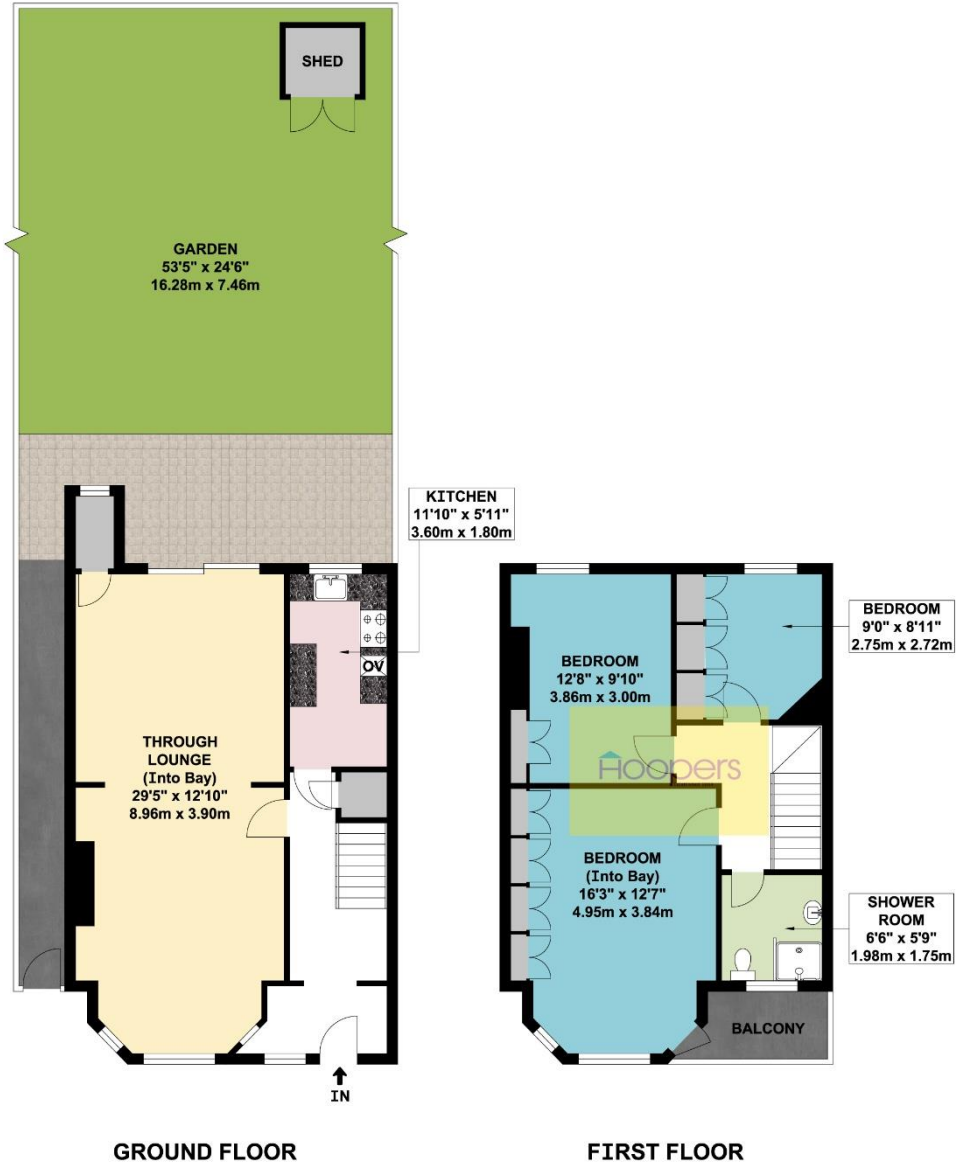 SHED
GARDEN
53'5" x 24'6"
16.28m x 7.46m
KITCHEN
11'10" x 5'11"
3.60m x 1.80m
OV
THROUGH
LOUNGE
(Into Bay)
29'5" x 12'10"
8.96m x 3.90m
IN
GROUND FLOOR
BEDROOM
12'8" x 9'10"
3.86m x 3.00m
BEDROOM
9'0" x 8'11"
2.75m x 2.72m
Hoopers
BEDROOM
(Into Bay)
16'3" x 12'7"
4.95m x 3.84m
SHOWER
ROOM
6'6" x 5'9"
1.98m x 1.75m
BALCONY
FIRST FLOOR